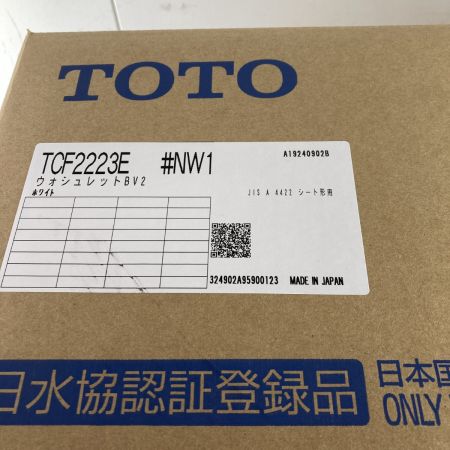 TOTO
TCF2223E #NW1 A19240902B
ウォシュレットBV2
ホワイト JIS A 4422 シート形用
324902A95900123 MADE IN JAPAN
日水協認証登録品
日本国
ONLY